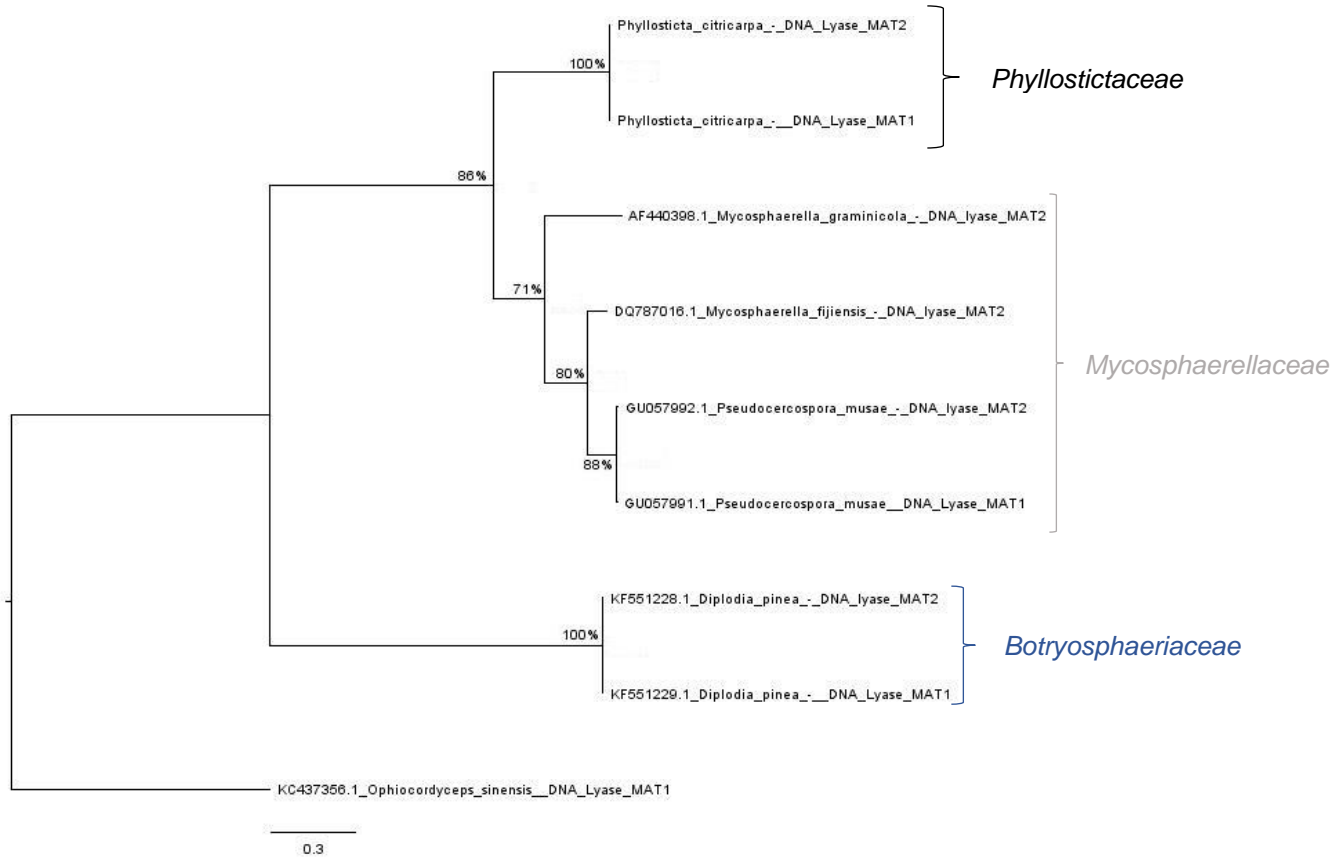 Phyllosticta_citricarpa_-_DNA_Lyase_MAT2
100%
Phyllostictaceae
Phyllosticta_citricarpa_-__DNA_Lyase_MAT1
86%
AF440398.1_Mycosphaerella_graminicola_-_DNA_lyase_MAT2
71%
DQ787016.1_Mycosphaerella_fijiensis_-_DNA_lyase_MAT2
Mycosphaerellaceae
80%
GU057992.1_Pseudocercospora_musae_-_DNA_lyase_MAT2
88%
GU057991.1_Pseudocercospora_musae__DNA_Lyase_MAT1
KF551228.1_Diplodia_pinea_-_DNA_lyase_MAT2
100%
Botryosphaeriaceae
KF551229.1_Diplodia_pinea_-__DNA_Lyase_MAT1
KC437356.1_Ophiocordyceps_sinensis__DNA_Lyase_MAT1
0.3